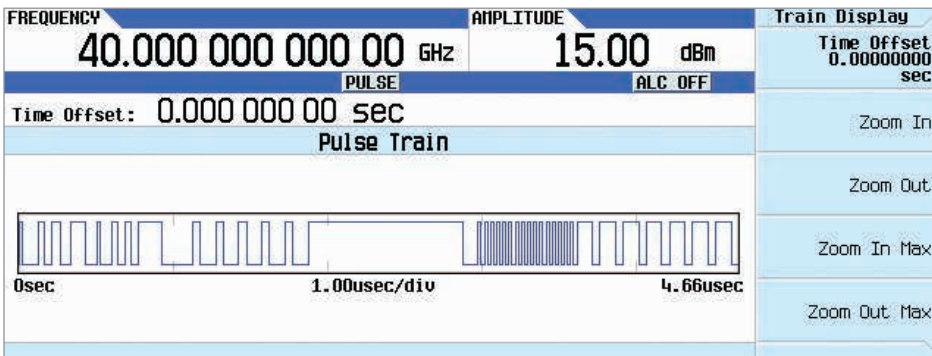 FREQUENCY
40.000 000 000 00 GHz
AMPLITUDE
15.00 dBm
PULSE
ALC OFF
Time Offset: 0.000 000 00 sec
Pulse Train
0sec
1.00usec/div
4.66usec
Train Display
Time Offset
0.00000000
sec
Zoom In
Zoom Out
Zoom In Max
Zoom Out Max